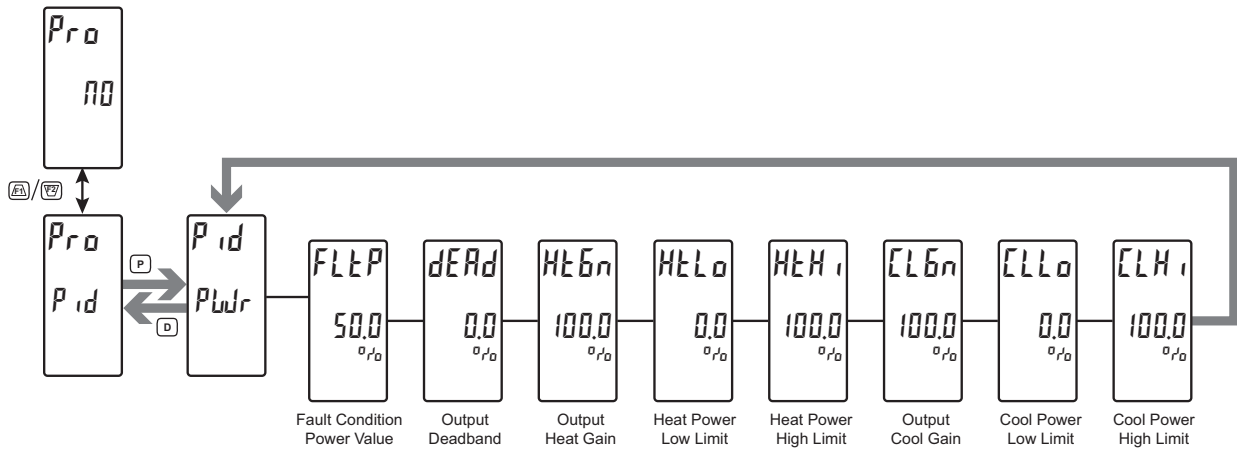 Pro
NO
F1/F2
Pro
Pid
P
D
Pid
PWr
FLtP
50.0
%
dEAd
0.0
%
HtGn
100.0
%
HtLo
0.0
%
HtHi
100.0
%
CLGn
100.0
%
CLLo
0.0
%
CLHi
100.0
%
Fault Condition
Power Value
Output
Deadband
Output
Heat Gain
Heat Power
Low Limit
Heat Power
High Limit
Output
Cool Gain
Cool Power
Low Limit
Cool Power
High Limit